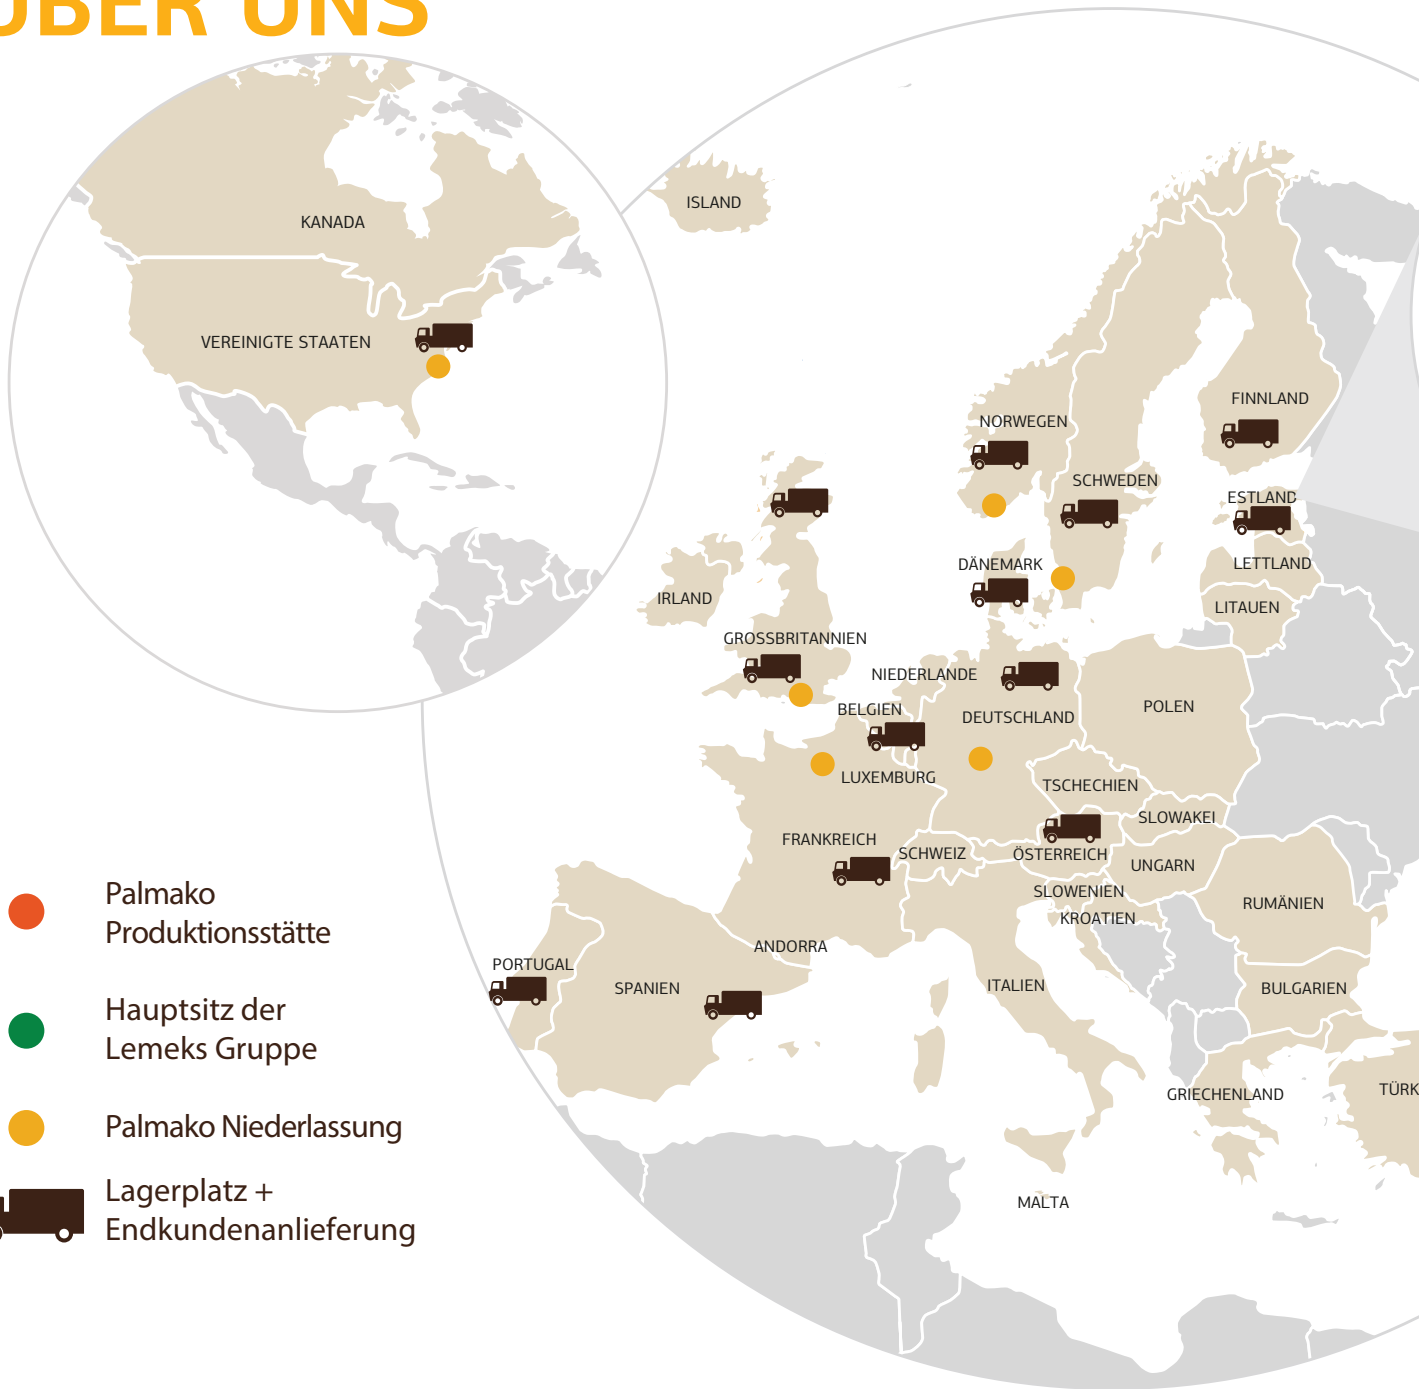 ÜBER UNS
ISLAND
KANADA
VEREINIGTE STAATEN
FINNLAND
NORWEGEN
SCHWEDEN
ESTLAND
DÄNEMARK
LETTLAND
IRLAND
LITAUEN
GROSSBRITANNIEN
NIEDERLANDE
BELGIEN
DEUTSCHLAND
POLEN
LUXEMBURG
TSCHECHIEN
SLOWAKEI
FRANKREICH
SCHWEIZ
ÖSTERREICH
UNGARN
SLOWENIEN
RUMÄNIEN
KROATIEN
ANDORRA
PORTUGAL
SPANIEN
ITALIEN
BULGARIEN
GRIECHENLAND
TÜRK
MALTA
Palmako
Produktionsstätte
Hauptsitz der
Lemeks Gruppe
Palmako Niederlassung
Lagerplatz +
Endkundenanlieferung